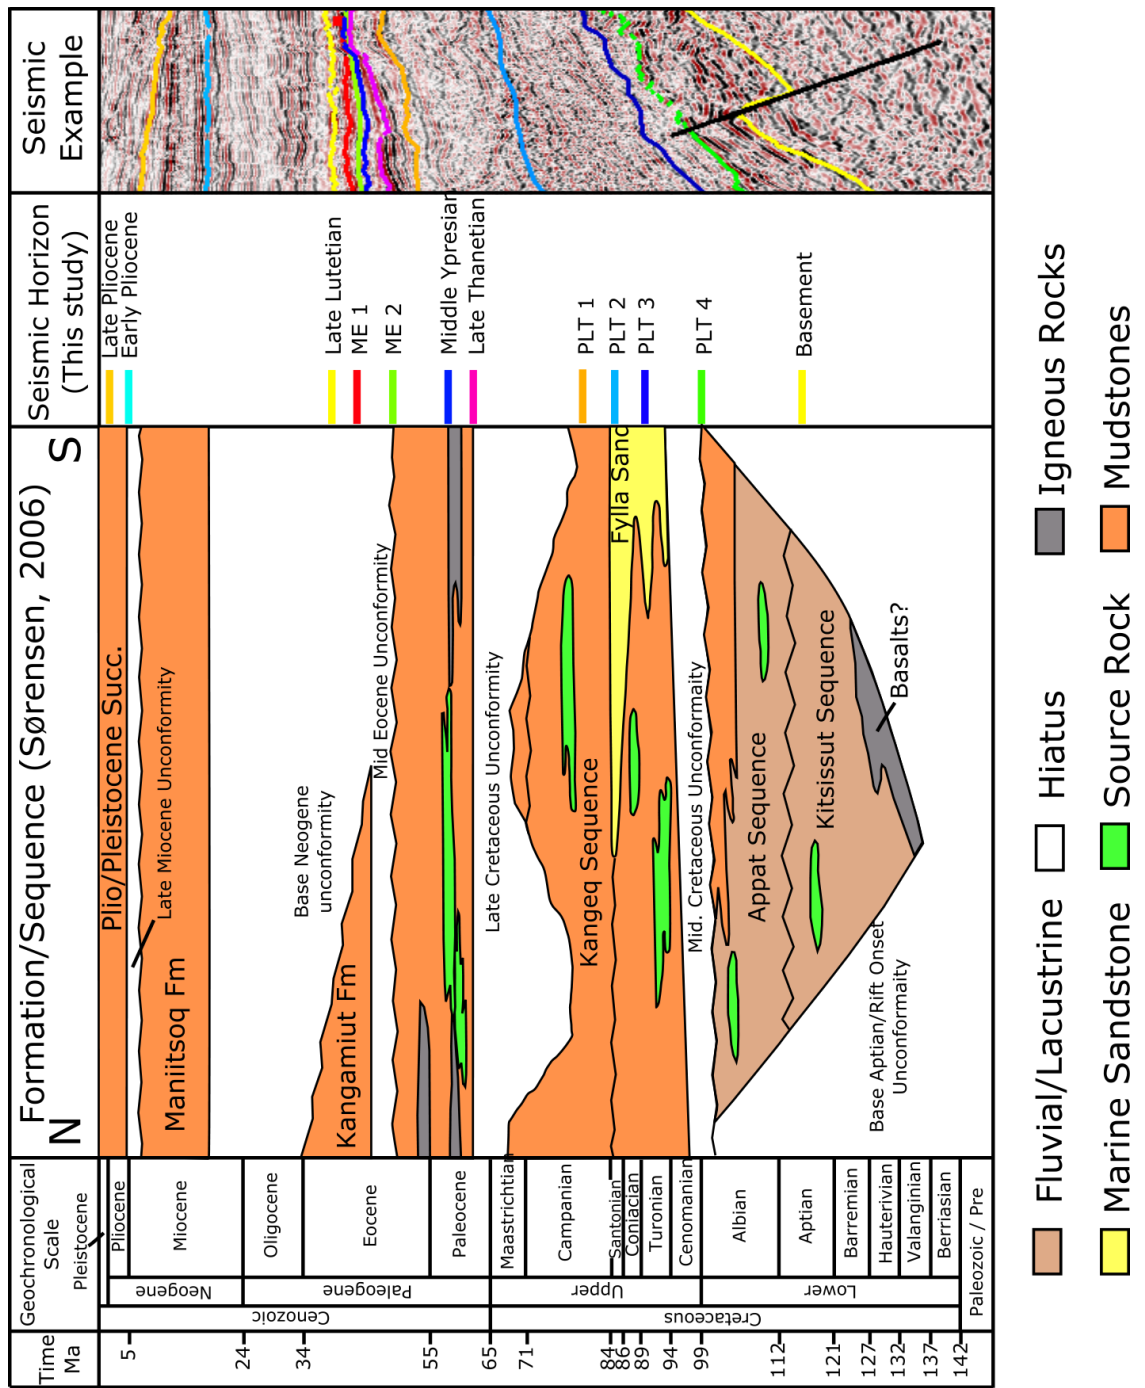 Seismic
Example
Seismic Horizon
(This study)
Late Pliocene
Early Pliocene
Late Lutetian
ME 1
ME 2
Middle Ypresian
Late Thanetian
PLT 1
PLT 2
PLT 3
PLT 4
Basement
Formation/Sequence (Sørensen, 2006)
N
S
Plio/Pleistocene Succ.
Late Miocene Unconformity
Maniitsoq Fm
Base Neogene
unconformity
Kangamiut Fm
Mid Eocene Unconformity
Late Cretaceous Unconformity
Kangeq Sequence
Fylla Sand
Mid. Cretaceous Unconformaity
Appat Sequence
Kitsissut Sequence
Basalts?
Base Aptian/Rift Onset
Unconformaity
Geochronological
Scale
Pleistocene
Pliocene
Miocene
Oligocene
Eocene
Paleocene
Maastrichtian
Campanian
Santonian
Coniacian
Turonian
Cenomanian
Albian
Aptian
Barremian
Hauterivian
Valanginian
Berriasian
Paleozoic / Pre
Neogene
Paleogene
Upper
Lower
Cenozoic
Cretaceous
Time
Ma
5
24
34
55
65
71
84
86
89
94
99
112
121
127
132
137
142
Fluvial/Lacustrine
Hiatus
Igneous Rocks
Marine Sandstone
Source Rock
Mudstones